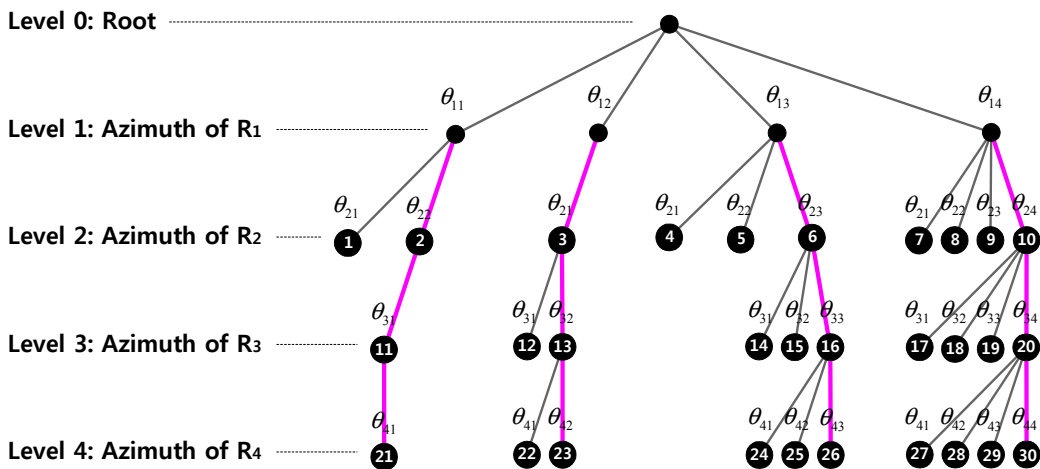 Level 0: Root
θ11 θ12 θ13 θ14
Level 1: Azimuth of R1
θ21 θ22 θ21 θ21 θ22 θ23 θ21 θ22 θ23 θ24
Level 2: Azimuth of R2
1 2 3 4 5 6 7 8 9 10
θ31 θ31 θ32 θ31 θ32 θ33 θ31 θ32 θ33 θ34
Level 3: Azimuth of R3
11 12 13 14 15 16 17 18 19 20
θ41 θ41 θ42 θ41 θ42 θ43 θ41 θ42 θ43 θ44
Level 4: Azimuth of R4
21 22 23 24 25 26 27 28 29 30